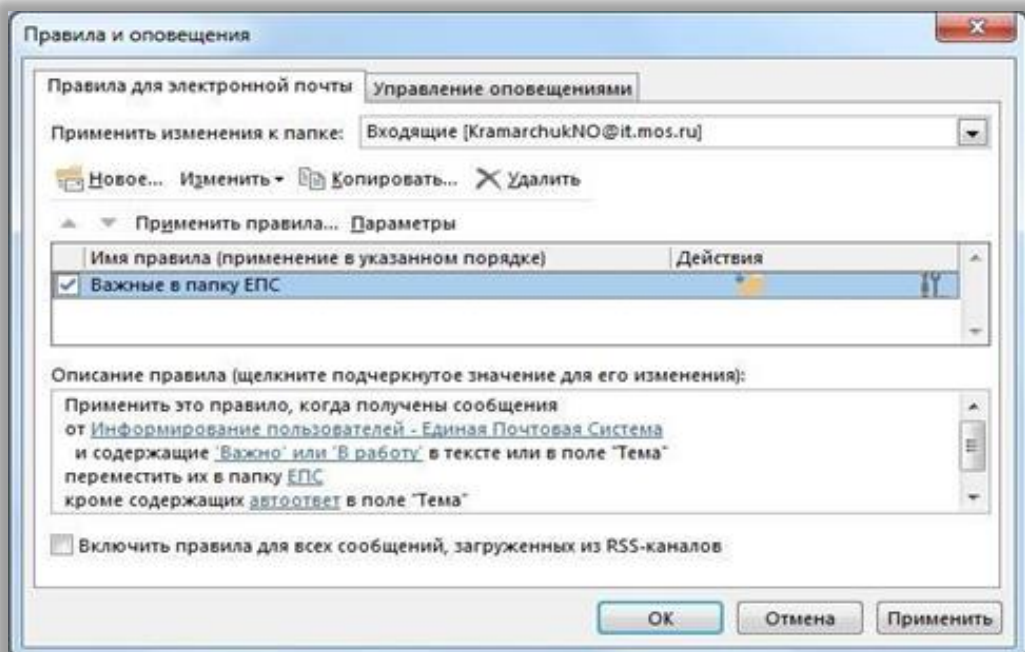 Правила и оповещения
Правила для электронной почты Управление оповещениями
Применить изменения к папке: Входящие [KramarchukNO@it.mos.ru]
Новое... Изменить Копировать... Удалить
Применить правила... Параметры
Имя правила (применение в указанном порядке) Действия
Важные в папку ЕПС
Описание правила (щелкните подчеркнутое значение для его изменения):
Применить это правило, когда получены сообщения
от Информирование пользователей - Единая Почтовая Система
и содержащие 'Важно' или 'В работу' в тексте или в поле "Тема"
переместить их в папку ЕПС
кроме содержащих автоответ в поле "Тема"
Включить правила для всех сообщений, загруженных из RSS-каналов
ОК Отмена Применить